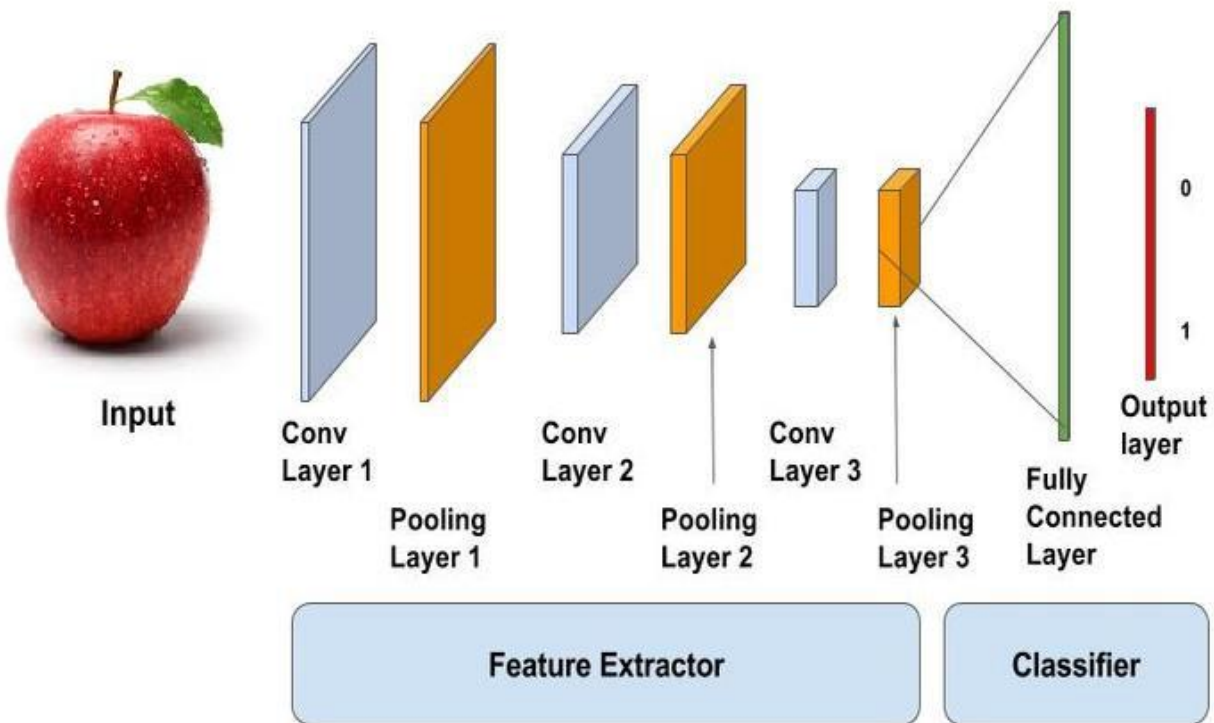 Input
Conv
Layer 1
Pooling
Layer 1
Conv
Layer 2
Pooling
Layer 2
Conv
Layer 3
Pooling
Layer 3
Fully
Connected
Layer
Output
layer
0
1
Feature Extractor
Classifier